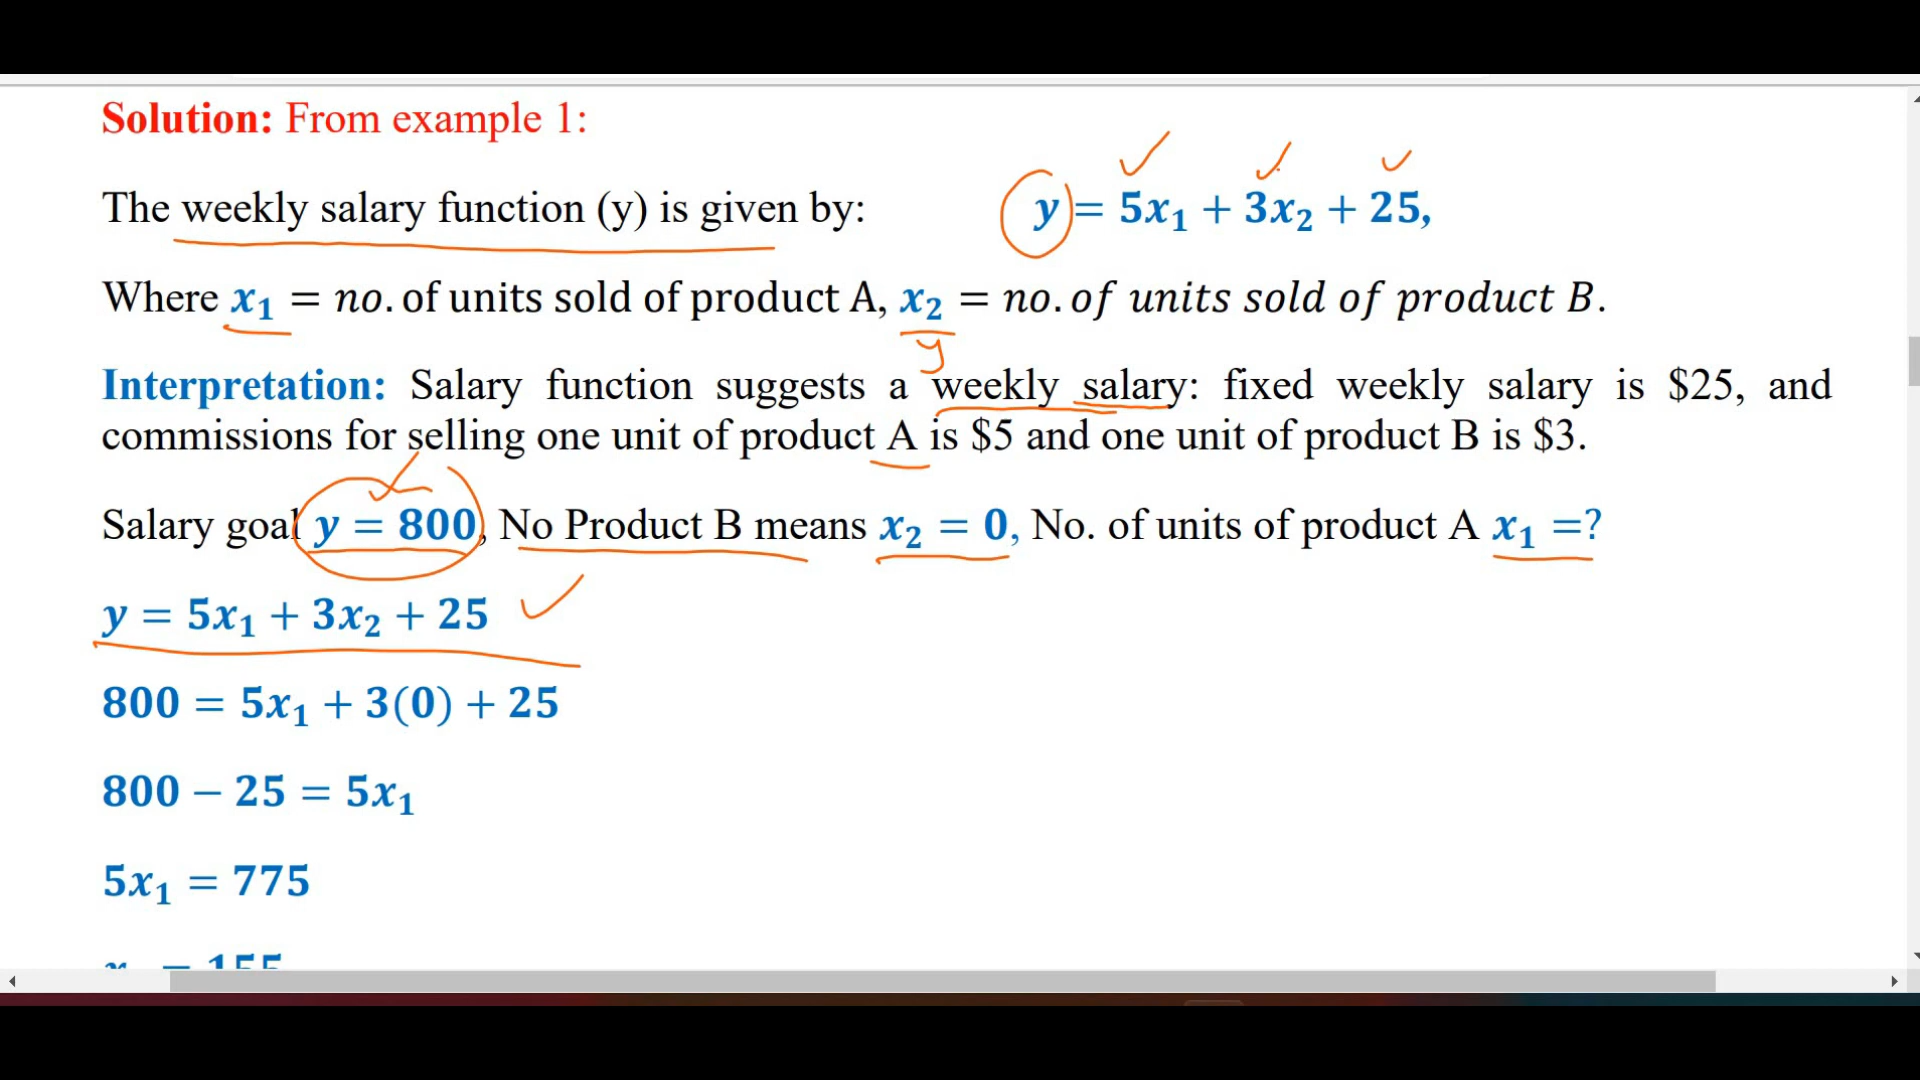 Solution: From example 1:
The weekly salary function (y) is given by: y = 5x₁ + 3x₂ + 25,
Where x₁ = no. of units sold of product A, x₂ = no. of units sold of product B.
y
Interpretation: Salary function suggests a weekly salary: fixed weekly salary is $25, and
commissions for selling one unit of product A is $5 and one unit of product B is $3.
Salary goal y = 800, No Product B means x₂ = 0, No. of units of product A x₁ =?
y = 5x₁ + 3x₂ + 25
800 = 5x₁ + 3(0) + 25
800 − 25 = 5x₁
5x₁ = 775
= 155